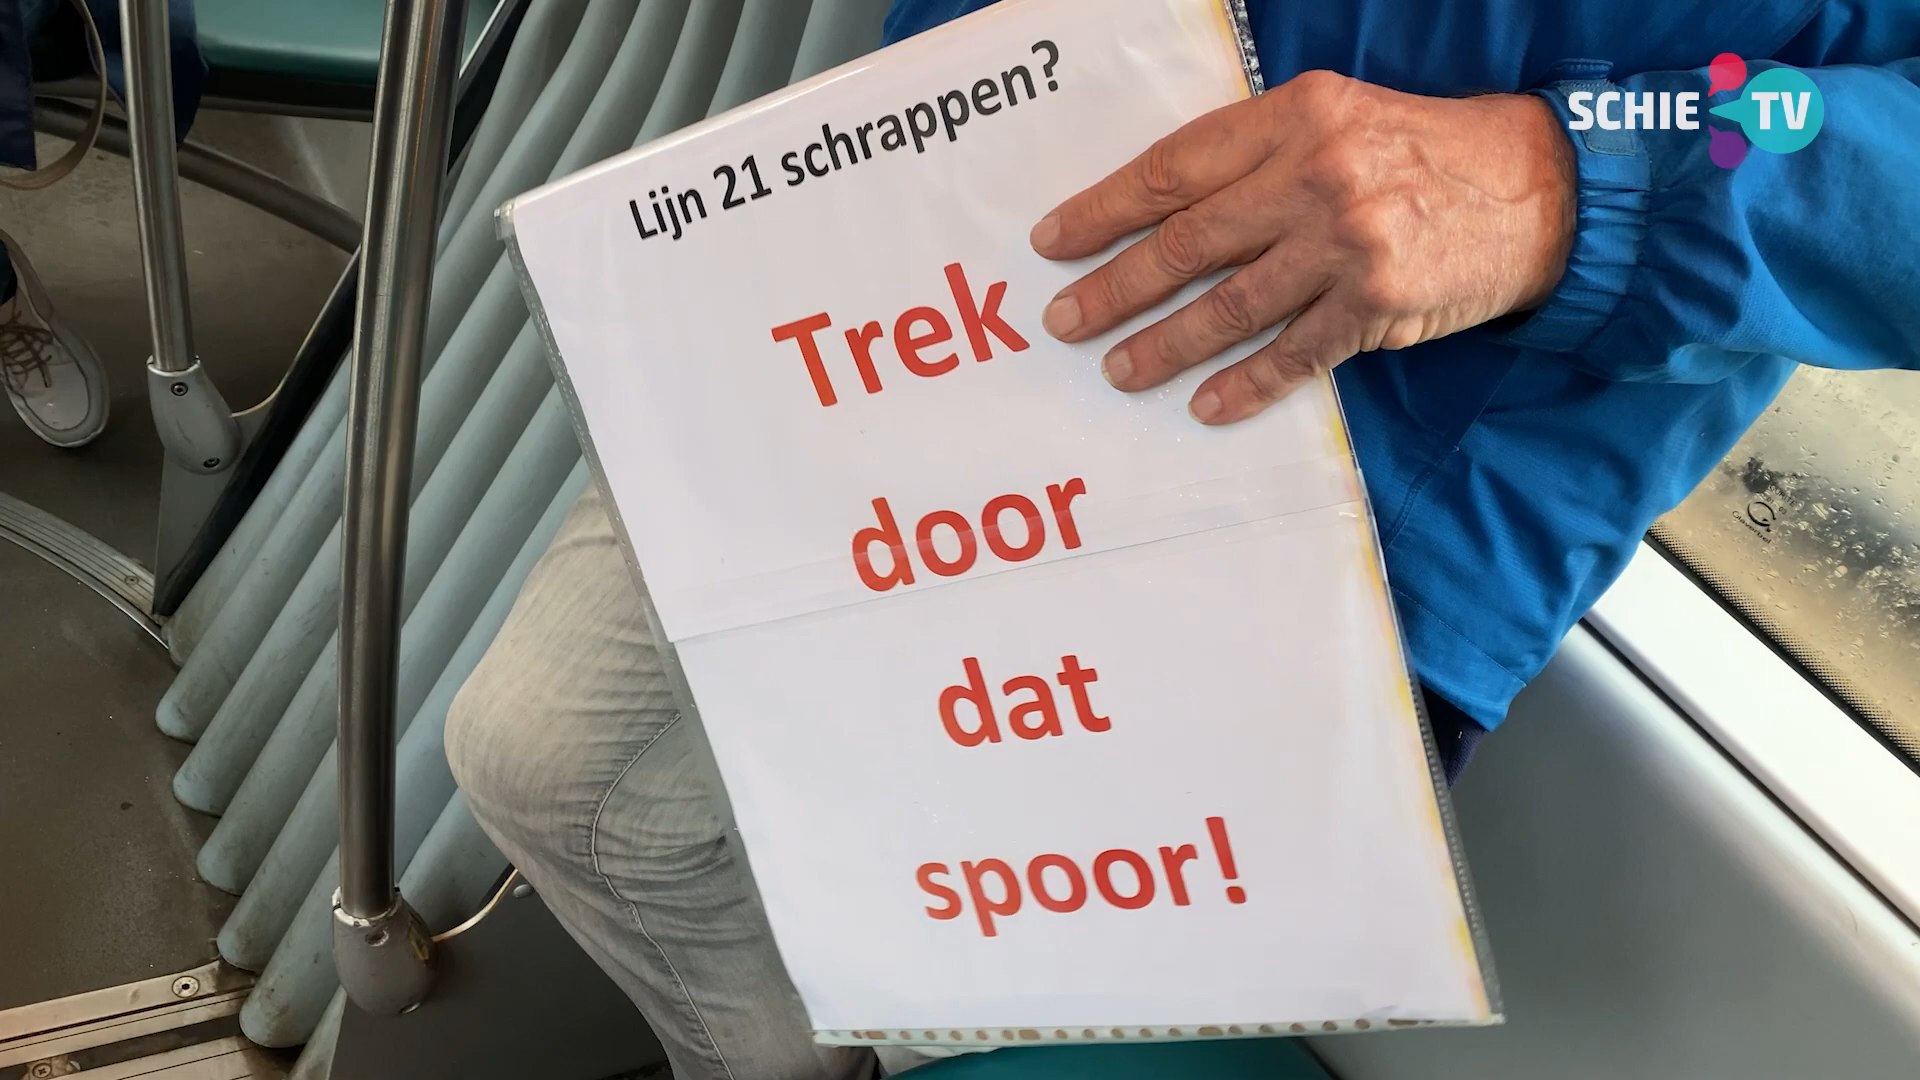 SCHIE TV
Lijn 21 schrappen?
Trek
door
dat
spoor!